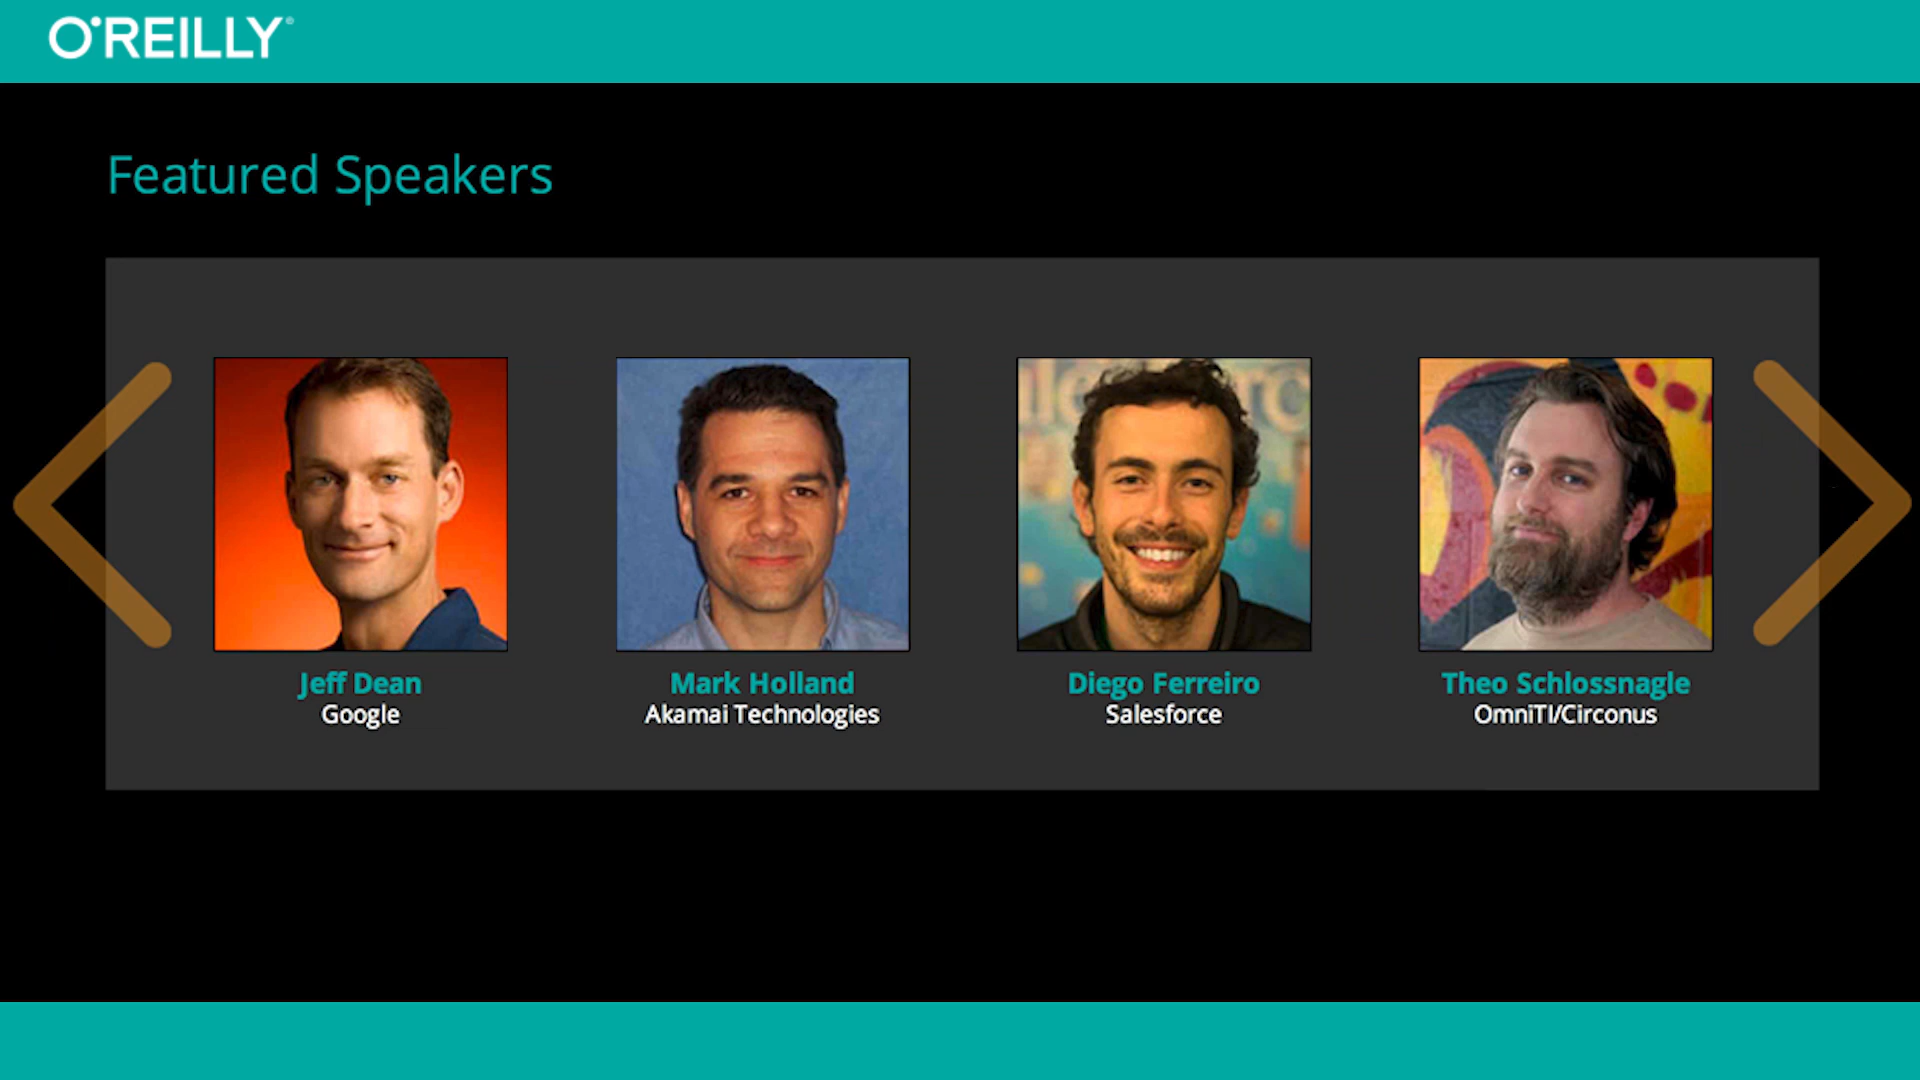 O'REILLY®
Featured Speakers
Jeff Dean
Google
Mark Holland
Akamai Technologies
Diego Ferreiro
Salesforce
Theo Schlossnagle
OmniTI/Circonus